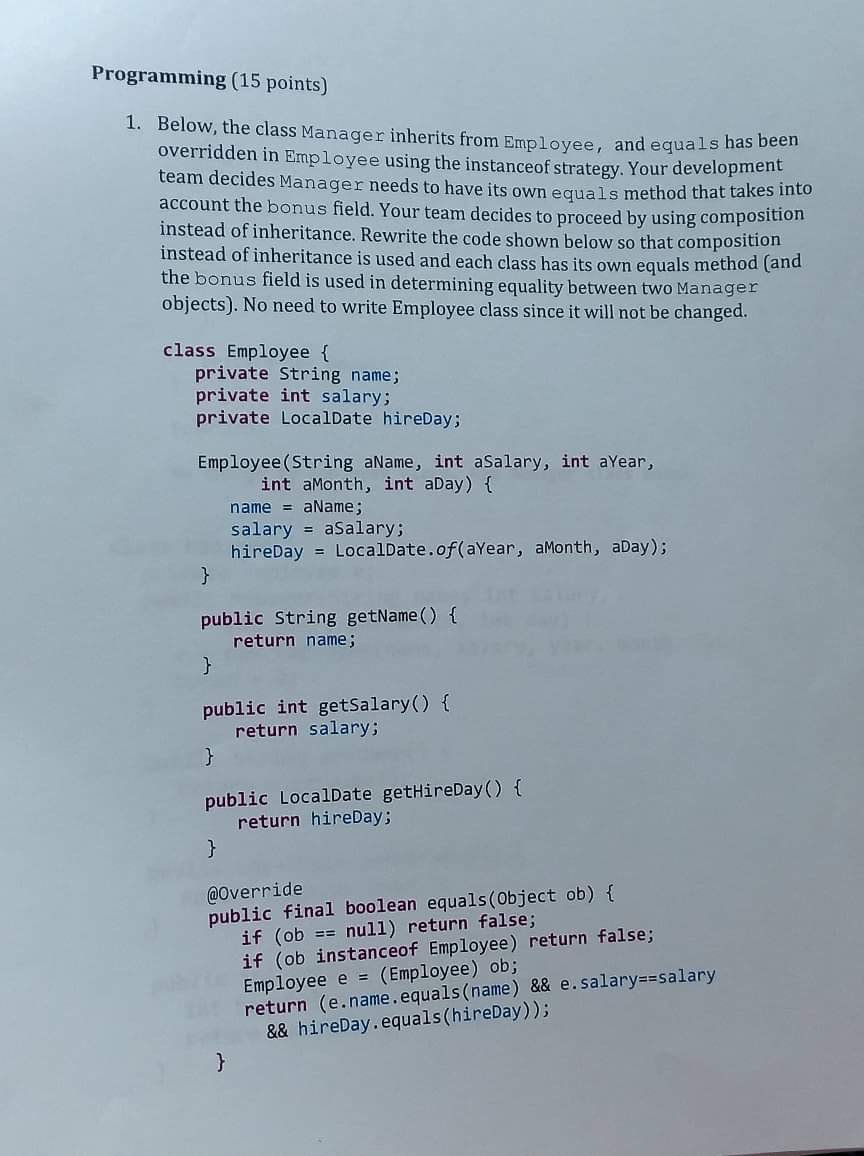 Programming (15 points)
1. Below, the class Manager inherits from Employee, and equals has been
overridden in Employee using the instanceof strategy. Your development
team decides Manager needs to have its own equals method that takes into
account the bonus field. Your team decides to proceed by using composition
instead of inheritance. Rewrite the code shown below so that composition
instead of inheritance is used and each class has its own equals method (and
the bonus field is used in determining equality between two Manager
objects). No need to write Employee class since it will not be changed.
class Employee {
private String name;
private int salary;
private LocalDate hireDay;
Employee(String aName, int aSalary, int aYear,
int aMonth, int aDay) {
name = aName;
salary = aSalary;
hireDay = LocalDate.of(aYear, aMonth, aDay);
}
public String getName() {
return name;
}
public int getSalary() {
return salary;
}
public LocalDate getHireDay() {
return hireDay;
}
@Override
public final boolean equals(Object ob) {
if (ob == null) return false;
if (ob instanceof Employee) return false;
Employee e = (Employee) ob;
return (e.name.equals(name) && e.salary==salary
&& hireDay.equals(hireDay));
}